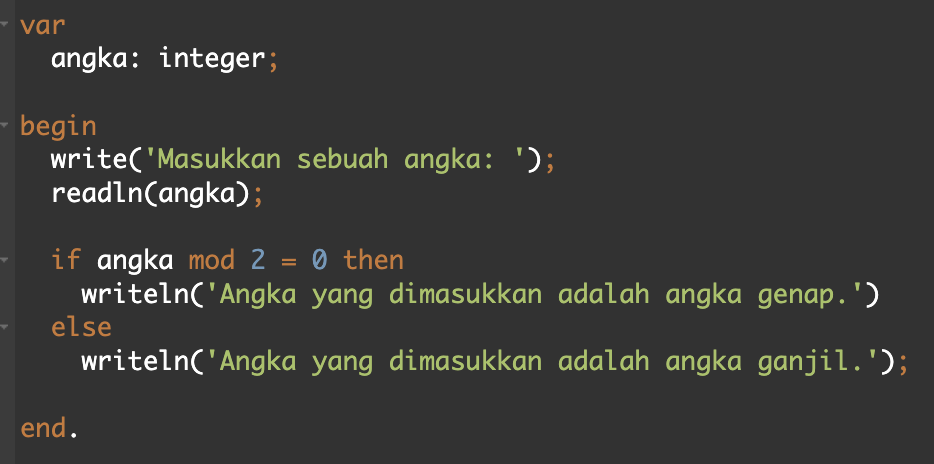 var
  angka: integer;
begin
  write('Masukkan sebuah angka: ');
  readln(angka);
  if angka mod 2 = 0 then
    writeln('Angka yang dimasukkan adalah angka genap.')
  else
    writeln('Angka yang dimasukkan adalah angka ganjil.');
end.